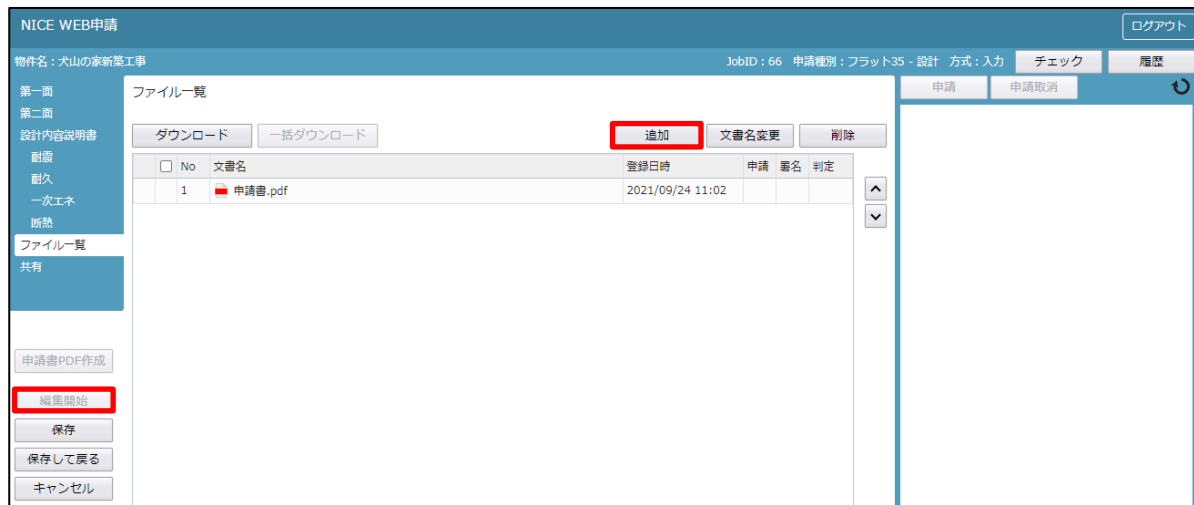 NICE WEB申請
ログアウト
物件名：犬山の家新築工事
JobID：66 申請種別：フラット35 - 設計 方式：入力
チェック
履歴
第一面
第二面
設計内容説明書
耐震
耐久
一次エネ
断熱
ファイル一覧
共有
申請書PDF作成
編集開始
保存
保存して戻る
キャンセル
ファイル一覧
ダウンロード
一括ダウンロード
追加
文書名変更
削除
No 文書名 登録日時 申請 署名 判定
1 申請書.pdf 2021/09/24 11:02
申請
申請取消